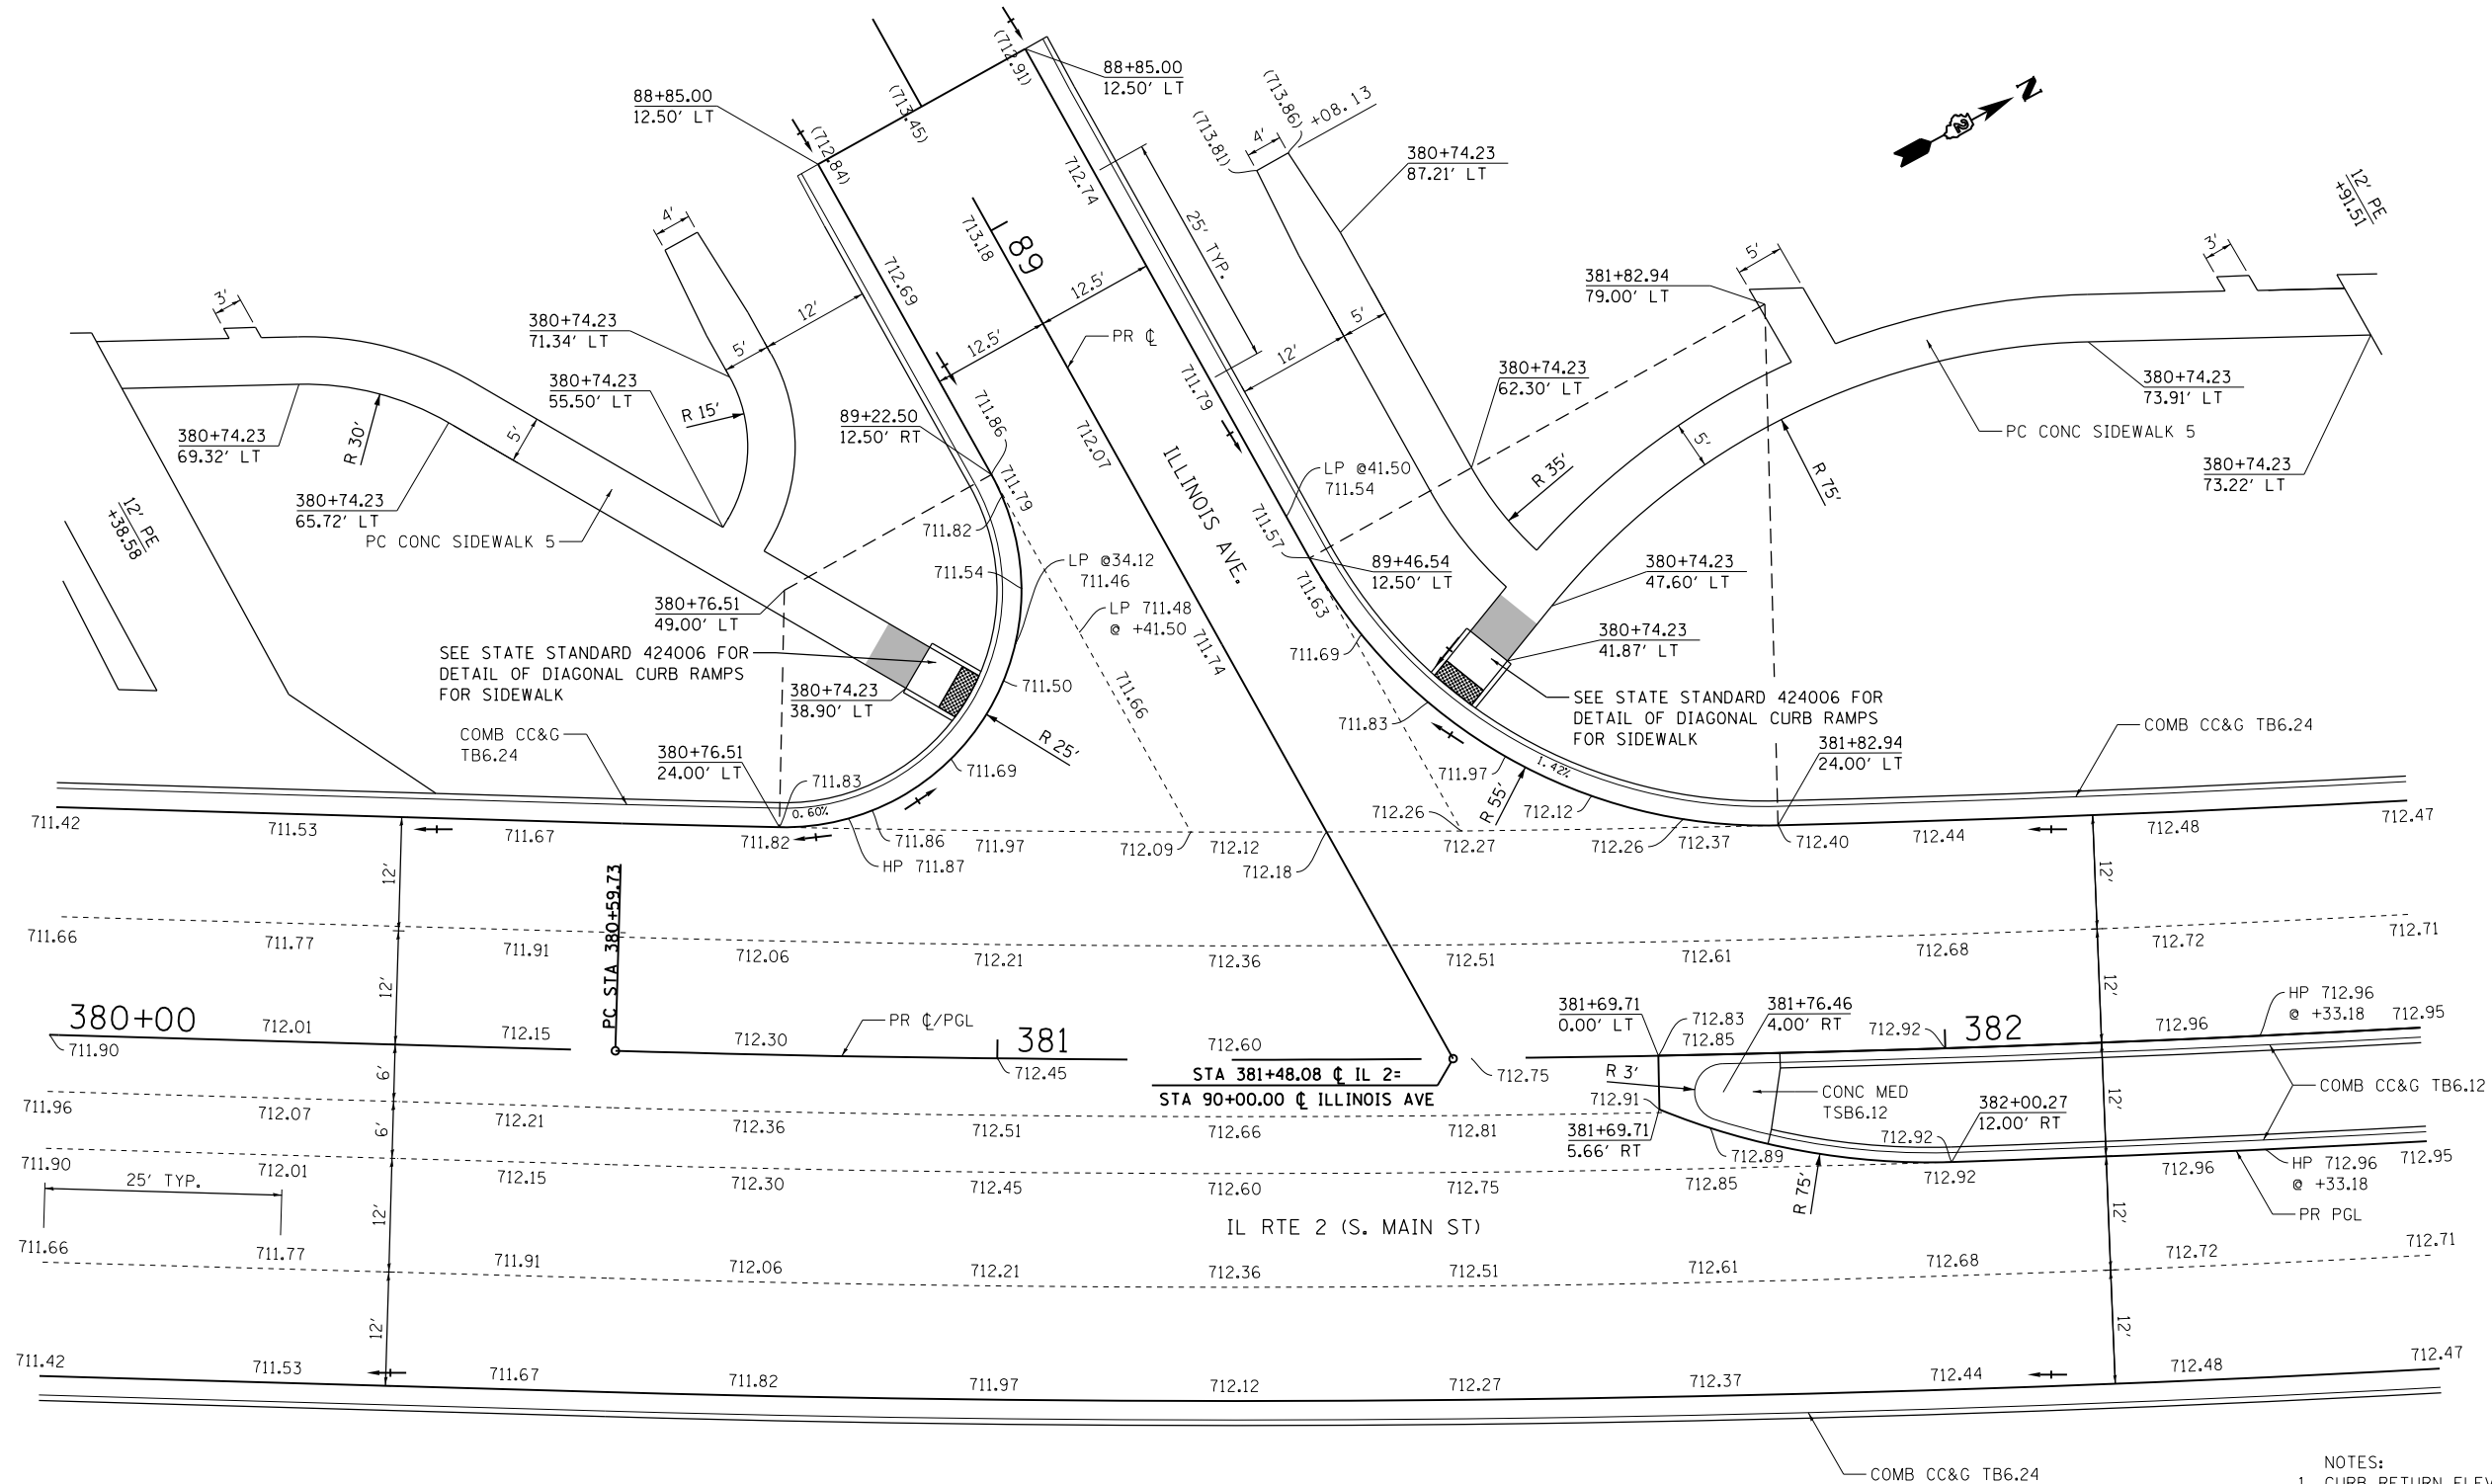 88+85.00
12.50' LT
(712.84)
(713.45)
(712.91)
88+85.00
12.50' LT
(713.81)
4'
(713.86)
+08.13
380+74.23
87.21' LT
N
2
12' PE
+91.51
712.74
25' TYP.
712.69
713.18
89
12.5'
12.5'
PR ℄
4'
12'
5'
3'
380+74.23
71.34' LT
380+74.23
55.50' LT
R 15'
89+22.50
12.50' RT
711.86
711.79
712.07
ILLINOIS AVE.
711.79
5'
12'
381+82.94
79.00' LT
5'
3'
380+74.23
62.30' LT
380+74.23
73.91' LT
PC CONC SIDEWALK 5
380+74.23
73.22' LT
R 35'
5'
R 75'
380+74.23
69.32' LT
R 30'
5'
380+74.23
65.72' LT
PC CONC SIDEWALK 5
12' PE
+38.58
711.82
711.54
LP @34.12
711.46
LP 711.48
@ +41.50
711.74
711.66
LP @41.50
711.54
711.57
711.63
89+46.54
12.50' LT
380+74.23
47.60' LT
380+74.23
41.87' LT
711.69
380+76.51
49.00' LT
SEE STATE STANDARD 424006 FOR
DETAIL OF DIAGONAL CURB RAMPS
FOR SIDEWALK
380+74.23
38.90' LT
711.50
R 25'
711.69
COMB CC&G
TB6.24
380+76.51
24.00' LT
711.83
0.60%
SEE STATE STANDARD 424006 FOR
DETAIL OF DIAGONAL CURB RAMPS
FOR SIDEWALK
711.83
711.97
1.42%
R 55'
712.12
381+82.94
24.00' LT
COMB CC&G TB6.24
711.42
711.53
711.67
711.82
711.86
HP 711.87
711.97
712.09
712.12
712.18
712.26
712.27
712.26
712.37
712.40
712.44
712.48
712.47
12'
12'
711.66
711.77
711.91
712.06
712.21
712.36
712.51
712.61
712.68
712.72
712.71
PC STA 380+59.73
12'
12'
380+00
711.90
712.01
712.15
712.30
PR ℄/PGL
381
712.45
712.60
STA 381+48.08 ℄ IL 2=
STA 90+00.00 ℄ ILLINOIS AVE
712.75
381+69.71
0.00' LT
712.83
712.85
381+76.46
4.00' RT
712.92
382
712.96
HP 712.96
@ +33.18
712.95
6'
6'
R 3'
712.91
381+69.71
5.66' RT
CONC MED
TSB6.12
382+00.27
12.00' RT
12'
COMB CC&G TB6.12
711.96
712.07
712.21
712.36
712.51
712.66
712.81
712.89
712.92
711.90
712.01
712.15
712.30
712.45
712.60
712.75
712.85
712.92
712.96
HP 712.96
@ +33.18
712.95
25' TYP.
R 75'
PR PGL
12'
12'
IL RTE 2 (S. MAIN ST)
711.66
711.77
711.91
712.06
712.21
712.36
712.51
712.61
712.68
712.72
712.71
12'
12'
711.42
711.53
711.67
711.82
711.97
712.12
712.27
712.37
712.44
712.48
712.47
COMB CC&G TB6.24
NOTES: